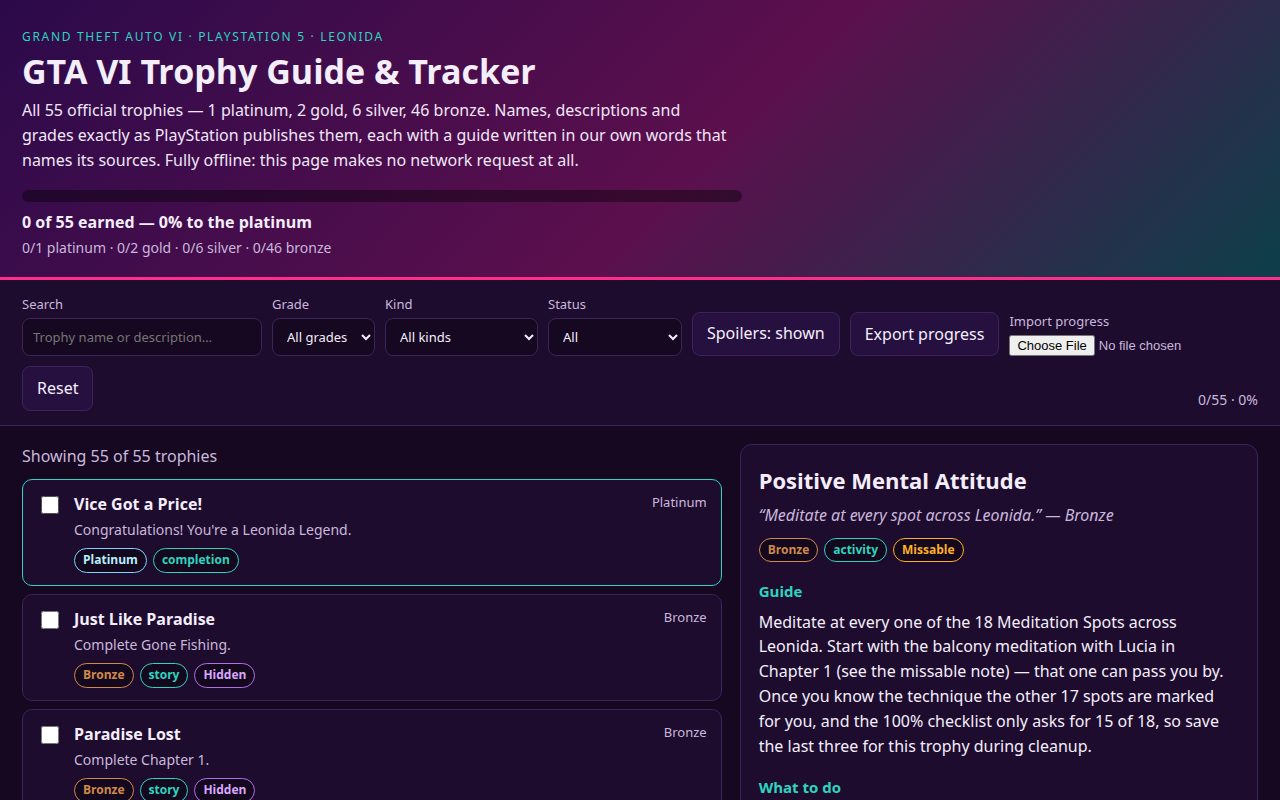 GRAND THEFT AUTO VI · PLAYSTATION 5 · LEONIDA
GTA VI Trophy Guide & Tracker
All 55 official trophies — 1 platinum, 2 gold, 6 silver, 46 bronze. Names, descriptions and
grades exactly as PlayStation publishes them, each with a guide written in our own words that
names its sources. Fully offline: this page makes no network request at all.
0 of 55 earned — 0% to the platinum
0/1 platinum · 0/2 gold · 0/6 silver · 0/46 bronze
Search
Grade
Kind
Status
Trophy name or description...
All grades
All kinds
All
Spoilers: shown
Export progress
Import progress
Choose File No file chosen
Reset
0/55 · 0%
Showing 55 of 55 trophies
Vice Got a Price!
Platinum
Congratulations! You're a Leonida Legend.
Platinum
completion
Just Like Paradise
Bronze
Complete Gone Fishing.
Bronze
story
Hidden
Paradise Lost
Bronze
Complete Chapter 1.
Bronze
story
Hidden
Positive Mental Attitude
“Meditate at every spot across Leonida.” — Bronze
Bronze
activity
Missable
Guide
Meditate at every one of the 18 Meditation Spots across
Leonida. Start with the balcony meditation with Lucia in
Chapter 1 (see the missable note) — that one can pass you by.
Once you know the technique the other 17 spots are marked
for you, and the 100% checklist only asks for 15 of 18, so save
the last three for this trophy during cleanup.
What to do